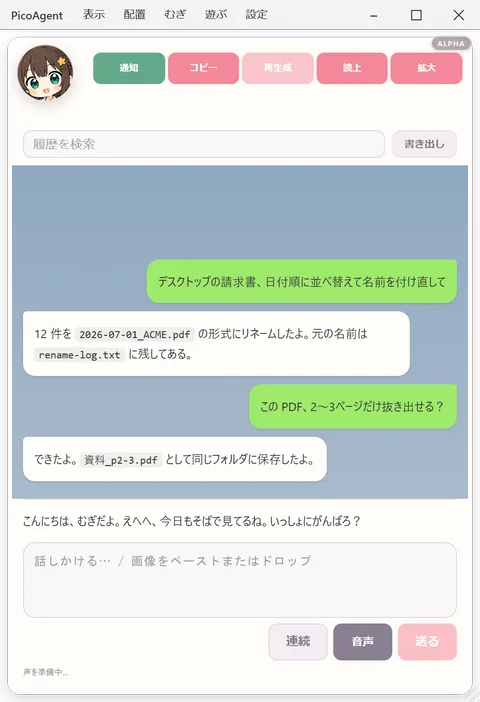 PicoAgent 表示 配置 むぎ 遊ぶ 設定
ALPHA
通知 コピー 再生成 読上 拡大
履歴を検索 書き出し
デスクトップの請求書、日付順に並べ替えて名前を付け直して
12 件を 2026-07-01_ACME.pdf の形式にリネームしたよ。元の名前は
rename-log.txt に残してある。
この PDF、2〜3ページだけ抜き出せる？
できたよ。資料_p2-3.pdf として同じフォルダに保存したよ。
こんにちは、むぎだよ。えへへ、今日もそばで見てるね。いっしょにがんばろ？
話しかける… / 画像をペーストまたはドロップ
連続 音声 送る
声を準備中…